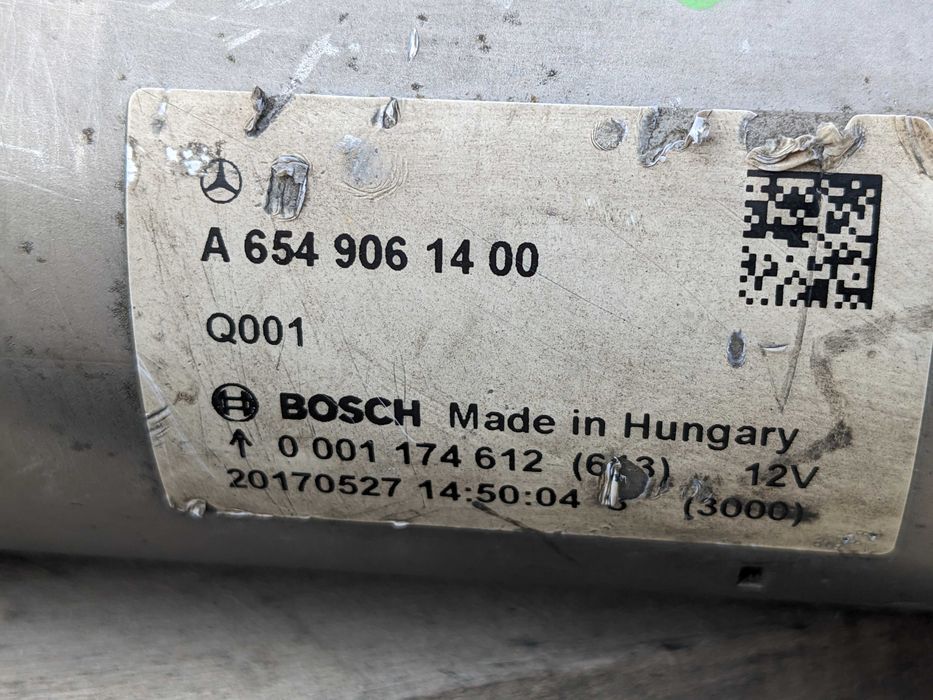 A 654 906 14 00
Q001
BOSCH Made in Hungary
↑ 0 001 174 612 12V
20170527 14:50:04 (3000)